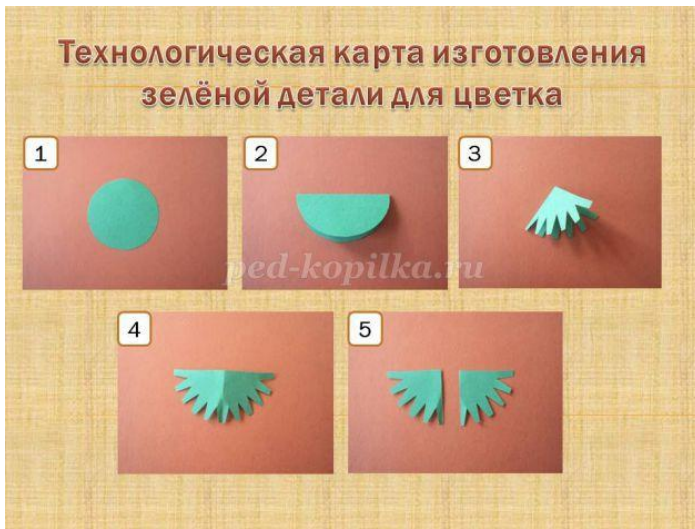 Технологическая карта изготовления
зелёной детали для цветка
1
2
3
ped-kopilka.ru
4
5